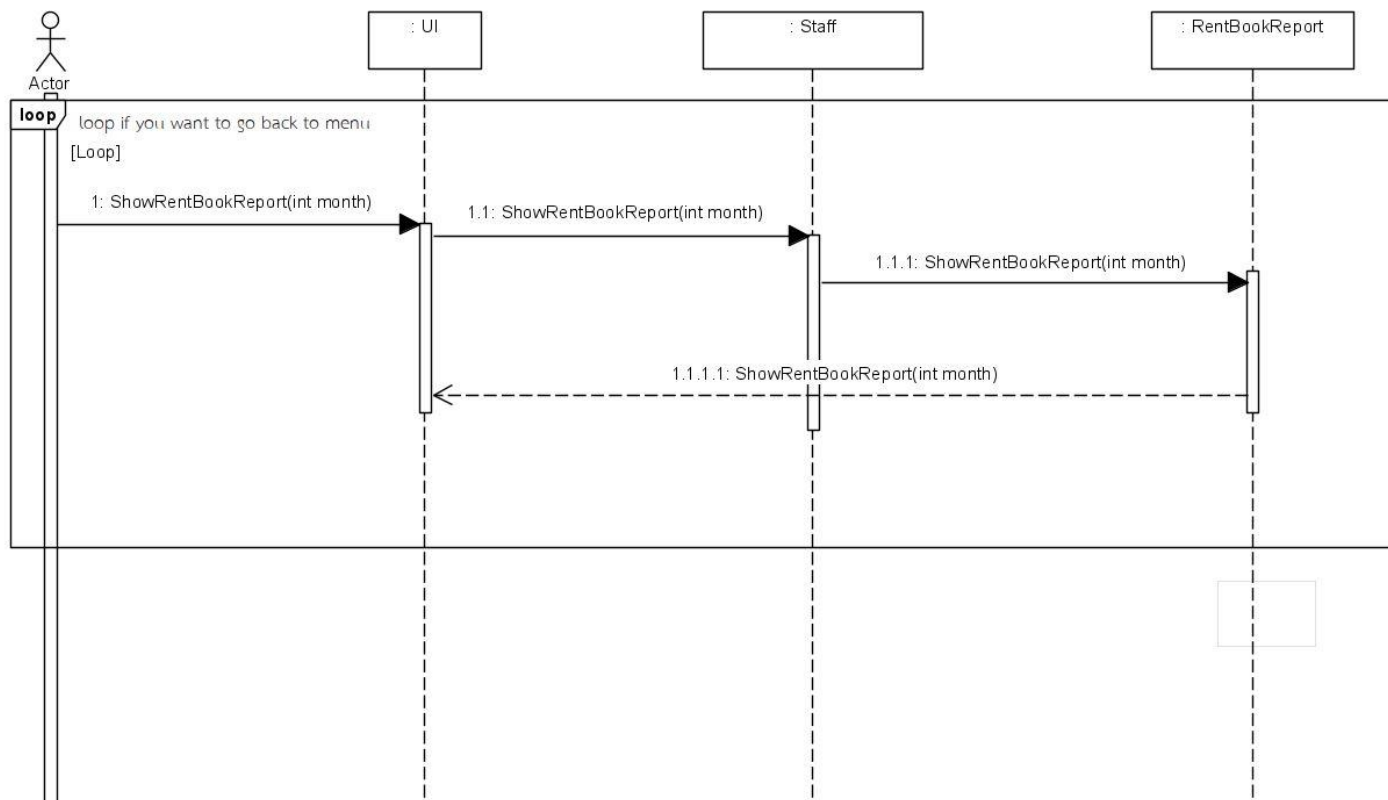 : UI
: Staff
: RentBookReport
Actor
loop
loop if you want to go back to menu
[Loop]
1: ShowRentBookReport(int month)
1.1: ShowRentBookReport(int month)
1.1.1: ShowRentBookReport(int month)
1.1.1.1: ShowRentBookReport(int month)